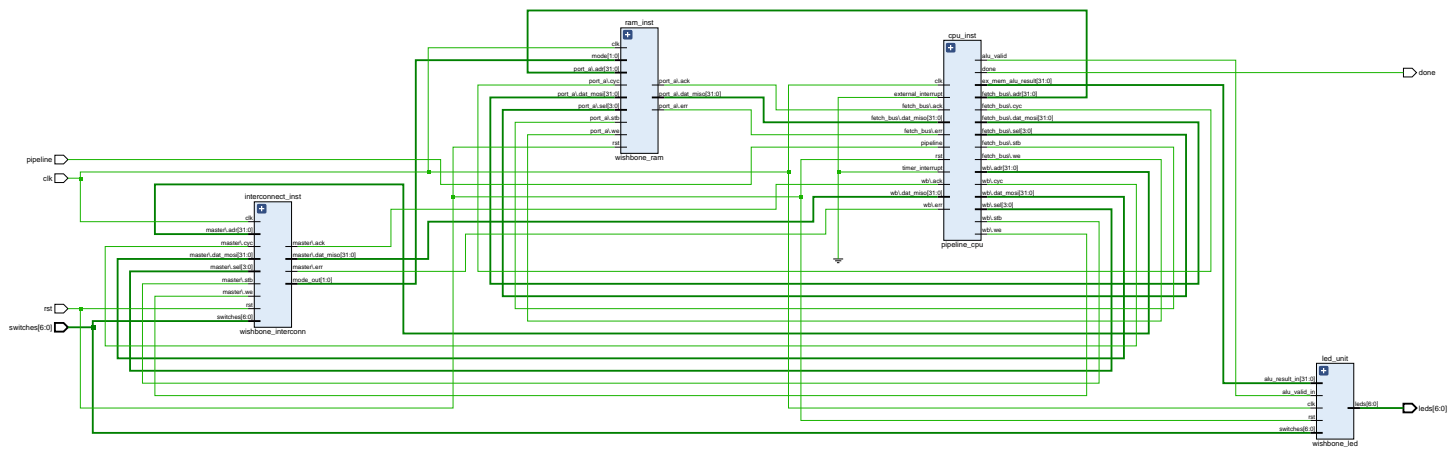 ram_inst
clk
mode[1:0]
port_a\.adr[31:0]
port_a\.cyc
port_a\.dat_mosi[31:0]
port_a\.sel[3:0]
port_a\.stb
port_a\.we
rst
port_a\.ack
port_a\.dat_miso[31:0]
port_a\.err
wishbone_ram
cpu_inst
clk
external_interrupt
fetch_bus\.ack
fetch_bus\.dat_miso[31:0]
fetch_bus\.err
pipeline
rst
timer_interrupt
wb\.ack
wb\.dat_miso[31:0]
wb\.err
alu_valid
done
ex_mem_alu_result[31:0]
fetch_bus\.adr[31:0]
fetch_bus\.cyc
fetch_bus\.dat_mosi[31:0]
fetch_bus\.sel[3:0]
fetch_bus\.stb
fetch_bus\.we
wb\.adr[31:0]
wb\.cyc
wb\.dat_mosi[31:0]
wb\.sel[3:0]
wb\.stb
wb\.we
pipeline_cpu
done
pipeline
clk
rst
switches[6:0]
interconnect_inst
clk
master\.adr[31:0]
master\.cyc
master\.dat_mosi[31:0]
master\.sel[3:0]
master\.stb
master\.we
rst
switches[6:0]
master\.ack
master\.dat_miso[31:0]
master\.err
mode_out[1:0]
wishbone_interconn
led_unit
alu_result_in[31:0]
alu_valid_in
clk
rst
switches[6:0]
leds[6:0]
wishbone_led
leds[6:0]